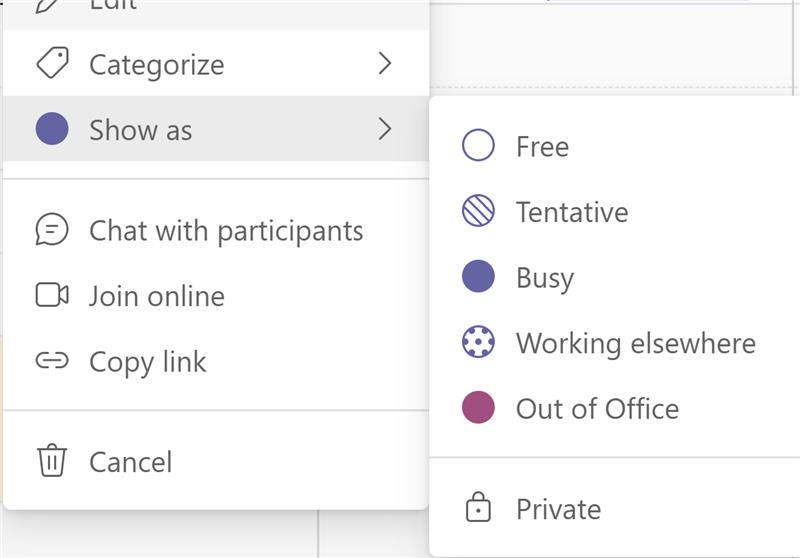 Edit
Categorize
Show as
Chat with participants
Join online
Copy link
Cancel
Free
Tentative
Busy
Working elsewhere
Out of Office
Private